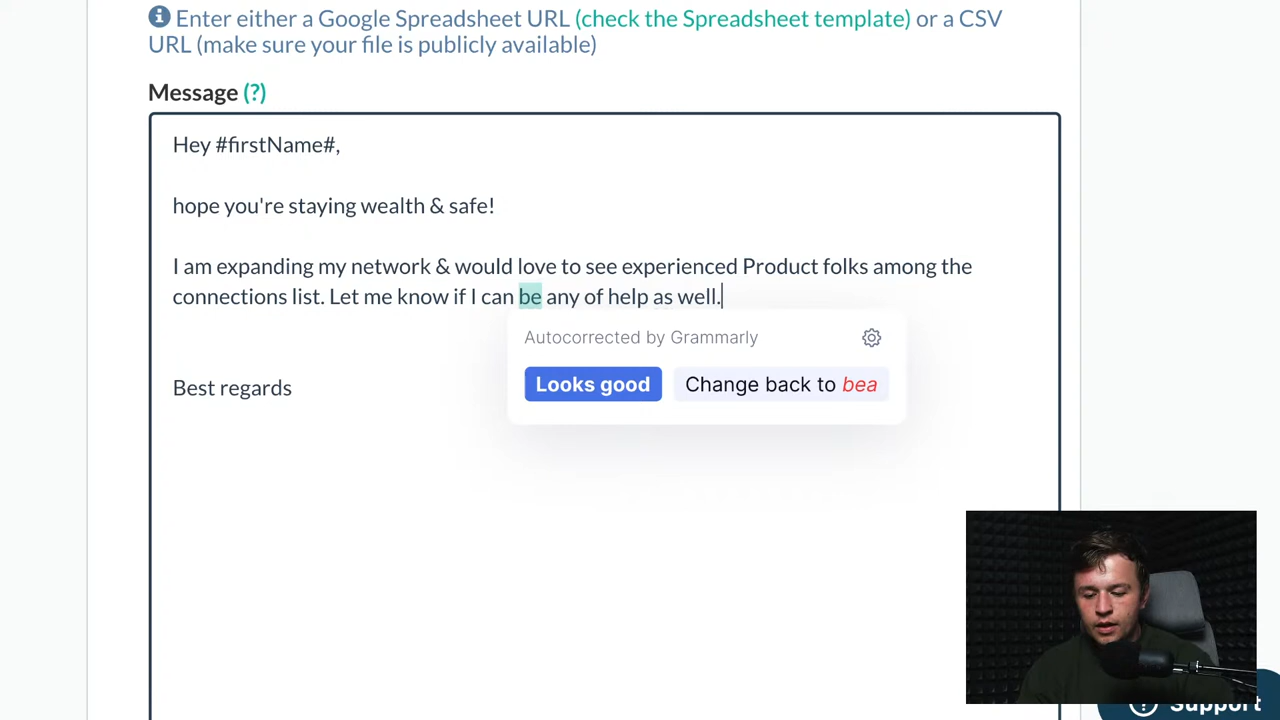 Enter either a Google Spreadsheet URL (check the Spreadsheet template) or a CSV
URL (make sure your file is publicly available)
Message (?)
Hey #firstName#,
hope you're staying wealth & safe!
I am expanding my network & would love to see experienced Product folks among the
connections list. Let me know if I can be any of help as well.
Autocorrected by Grammarly
Looks good Change back to bea
Best regards
Support